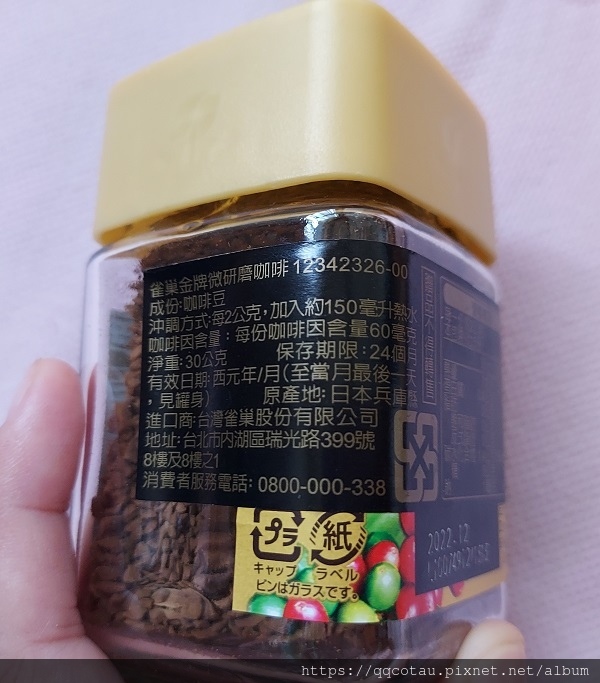 雀巢金牌微研磨咖啡 12342326-00
成份:咖啡豆
沖調方式:每2公克,加入約150毫升熱水
咖啡因含量:每份咖啡因含量60毫克
淨重:30公克 保存期限:24個月
有效日期:西元年/月(至當月最後一天
,見罐身) 原產地:日本兵庫縣
進口商:台灣雀巢股份有限公司
地址:台北市內湖區瑞光路399號
8樓及8樓之1
消費者服務電話:0800-000-338
贈品不得轉售
プラ
紙
キャップ ラベル
ビンはガラスです。
2022.12
https://qqcotau.pixnet.net/album